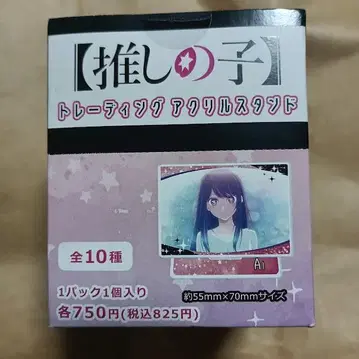 【推しの子】
トレーディング アクリルスタンド
Ai
全10種
1パック1個入り
各750円(税込825円)
約55mm×70mmサイズ